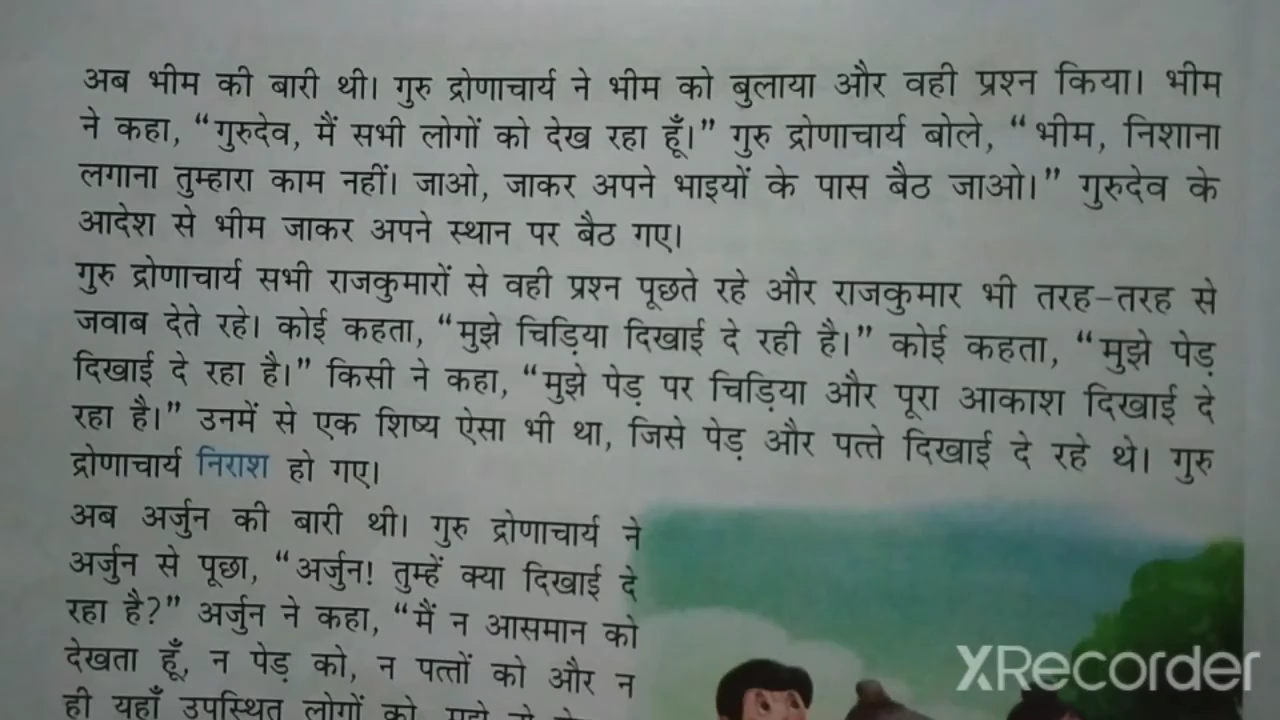 अब भीम की बारी थी। गुरु द्रोणाचार्य ने भीम को बुलाया और वही प्रश्न किया। भीम
ने कहा, “गुरुदेव, मैं सभी लोगों को देख रहा हूँ।” गुरु द्रोणाचार्य बोले, “भीम, निशाना
लगाना तुम्हारा काम नहीं। जाओ, जाकर अपने भाइयों के पास बैठ जाओ।” गुरुदेव के
आदेश से भीम जाकर अपने स्थान पर बैठ गए।
गुरु द्रोणाचार्य सभी राजकुमारों से वही प्रश्न पूछते रहे और राजकुमार भी तरह-तरह से
जवाब देते रहे। कोई कहता, “मुझे चिड़िया दिखाई दे रही है।” कोई कहता, “मुझे पेड़
दिखाई दे रहा है।” किसी ने कहा, “मुझे पेड़ पर चिड़िया और पूरा आकाश दिखाई दे
रहा है।” उनमें से एक शिष्य ऐसा भी था, जिसे पेड़ और पत्ते दिखाई दे रहे थे। गुरु
द्रोणाचार्य निराश हो गए।
अब अर्जुन की बारी थी। गुरु द्रोणाचार्य ने
अर्जुन से पूछा, “अर्जुन! तुम्हें क्या दिखाई दे
रहा है?” अर्जुन ने कहा, “मैं न आसमान को
देखता हूँ, न पेड़ को, न पत्तों को और न
ही यहाँ उपस्थित लोगों को
XRecorder